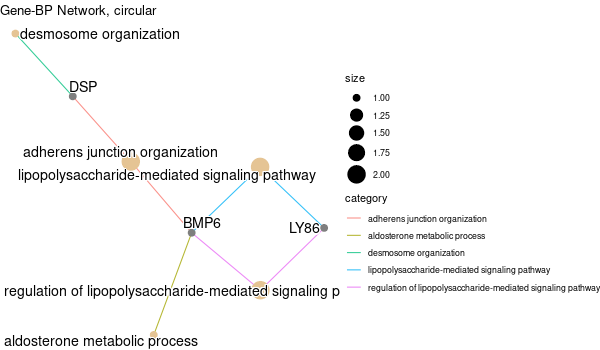 Gene-BP Network, circular
desmosome organization
DSP
adherens junction organization
lipopolysaccharide-mediated signaling pathway
BMP6
LY86
regulation of lipopolysaccharide-mediated signaling p
aldosterone metabolic process
size
1.00
1.25
1.50
1.75
2.00
category
adherens junction organization
aldosterone metabolic process
desmosome organization
lipopolysaccharide-mediated signaling pathway
regulation of lipopolysaccharide-mediated signaling pathway